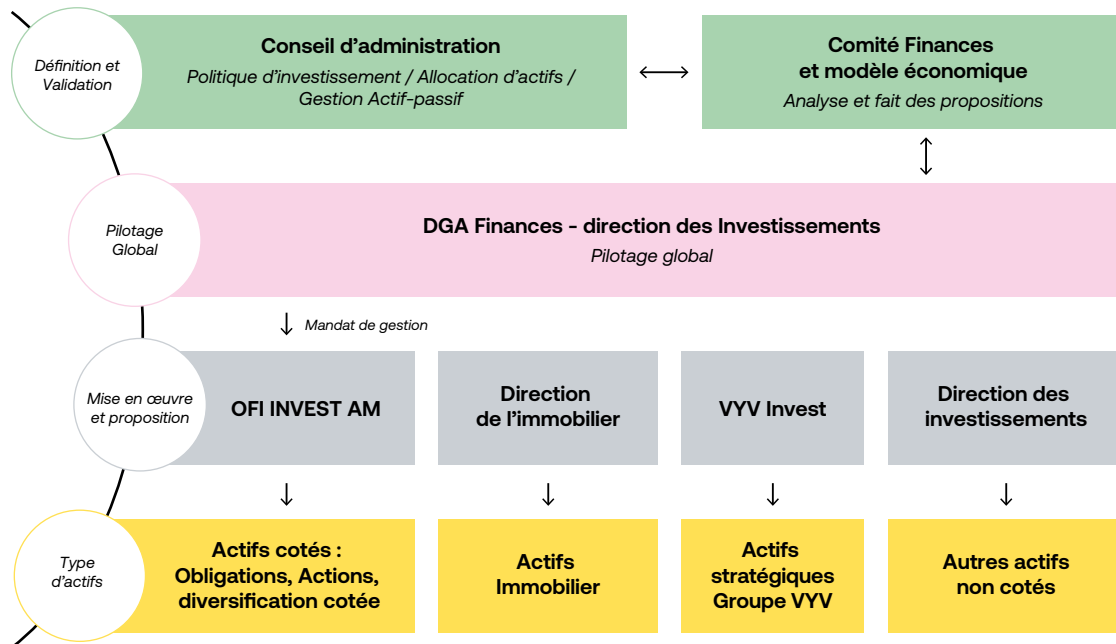 Définition et
Validation
Conseil d’administration
Politique d’investissement / Allocation d’actifs /
Gestion Actif-passif
Comité Finances
et modèle économique
Analyse et fait des propositions
Pilotage
Global
DGA Finances - direction des Investissements
Pilotage global
Mandat de gestion
Mise en œuvre
et proposition
OFI INVEST AM
Direction
de l’immobilier
VYV Invest
Direction des
investissements
Type
d’actifs
Actifs cotés :
Obligations, Actions,
diversification cotée
Actifs
Immobilier
Actifs
stratégiques
Groupe VYV
Autres actifs
non cotés